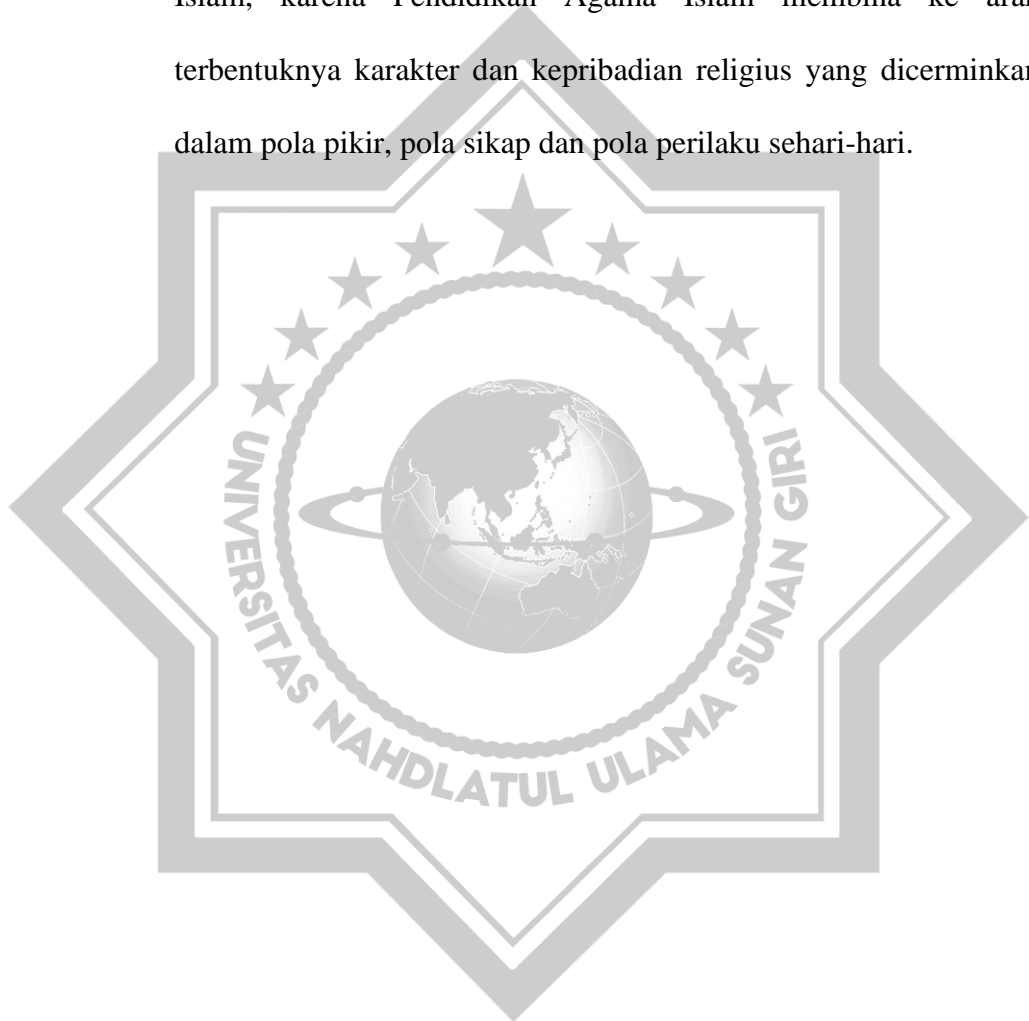 Islam, karena Pendidikan Agama Islam membina ke arah
terbentuknya karakter dan kepribadian religius yang dicerminkan
dalam pola pikir, pola sikap dan pola perilaku sehari-hari.
UNIVERSITAS NAHDLATUL ULAMA SUNAN GIRI